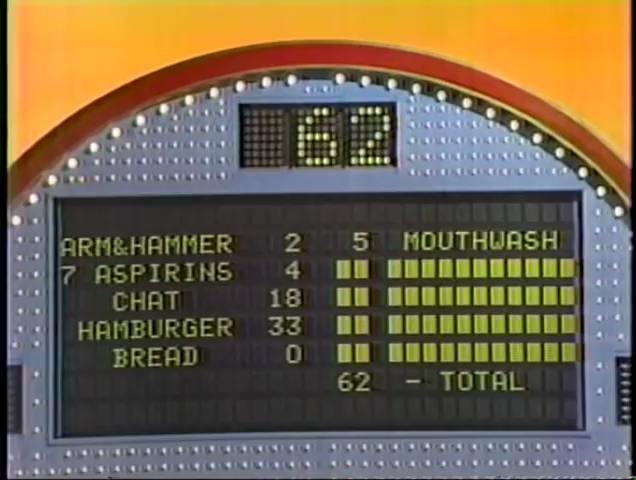 62
ARM&HAMMER 2 5 MOUTHWASH
7 ASPIRINS 4
CHAT 18
HAMBURGER 33
BREAD 0
62 - TOTAL